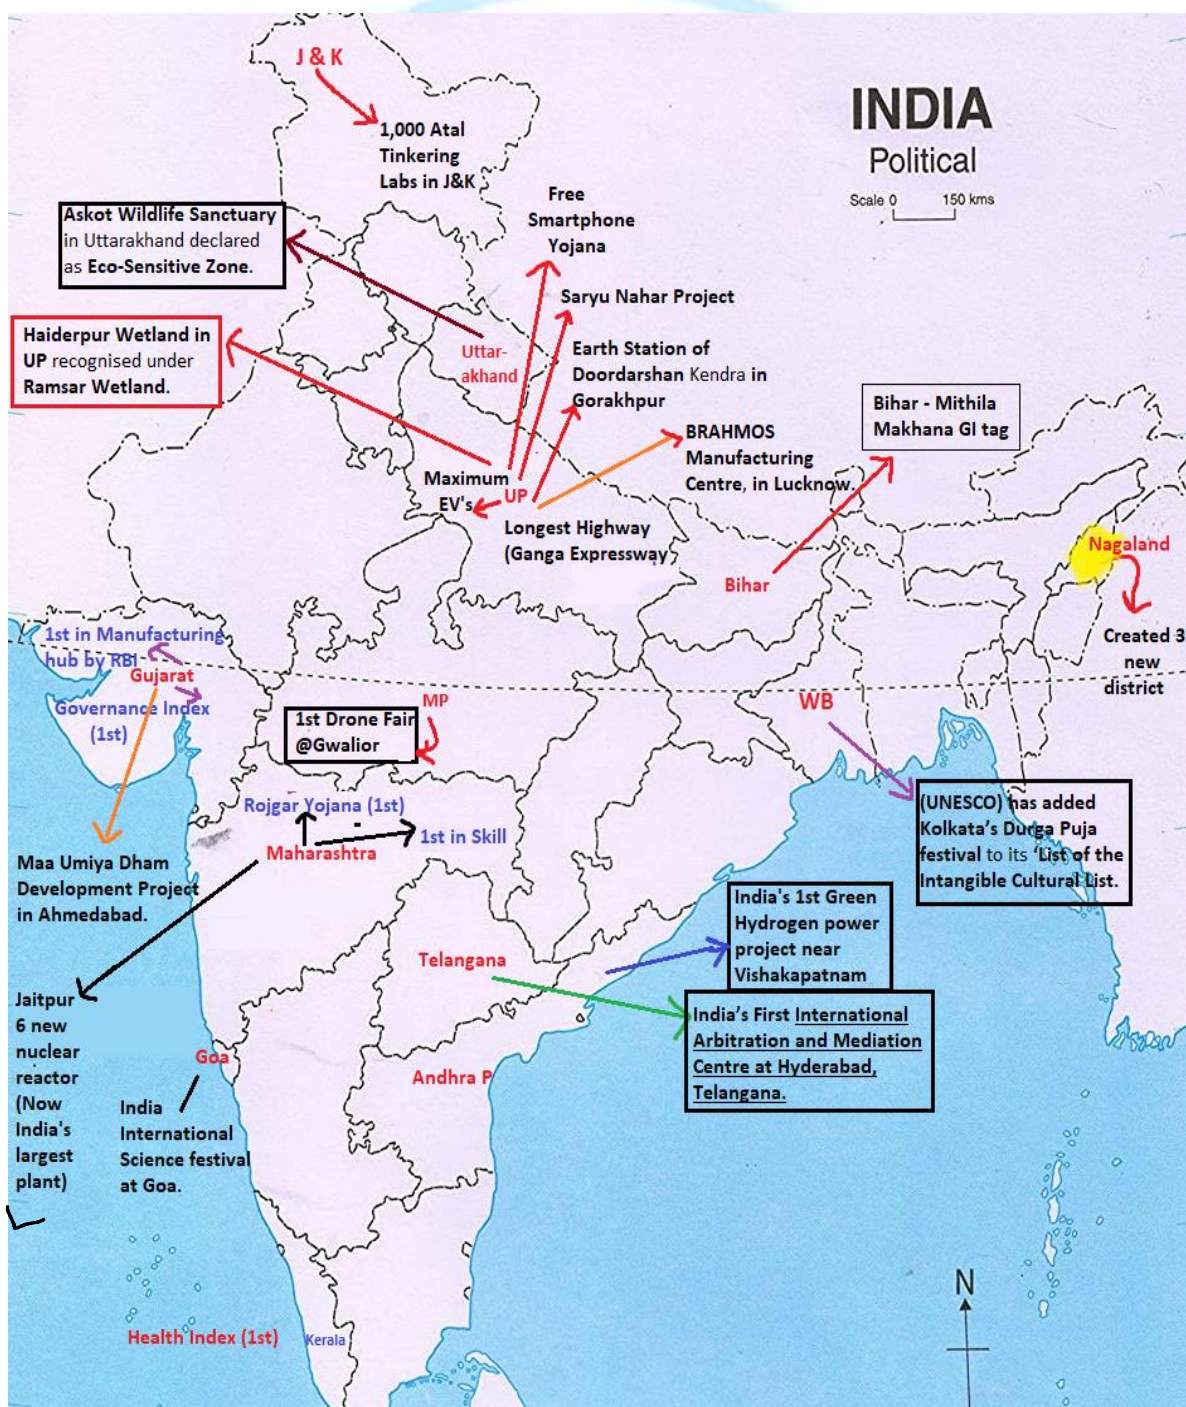 J & K
INDIA
Political
Scale 0 150 kms
1,000 Atal
Tinkering
Labs in J&K
Free
Smartphone
Yojana
Askot Wildlife Sanctuary
in Uttarakhand declared
as Eco-Sensitive Zone.
Saryu Nahar Project
Haiderpur Wetland in
UP recognised under
Ramsar Wetland.
Uttar-
akhand
Earth Station of
Doordarshan Kendra in
Gorakhpur
Bihar - Mithila
Makhana GI tag
BRAHMOS
Manufacturing
Centre, in Lucknow.
Maximum
EV's
UP
Longest Highway
(Ganga Expressway)
Bihar
Nagaland
Created 3
new
district
1st in Manufacturing
hub by RBI
Gujarat
Governance Index
(1st)
MP
1st Drone Fair
@Gwalior
WB
(UNESCO) has added
Kolkata's Durga Puja
festival to its 'List of the
Intangible Cultural List.
Rojgar Yojana (1st)
1st in Skill
Maharashtra
Maa Umiya Dham
Development Project
in Ahmedabad.
India's 1st Green
Hydrogen power
project near
Vishakapatnam
Telangana
India's First International
Arbitration and Mediation
Centre at Hyderabad,
Telangana.
Jaitpur
6 new
nuclear
reactor
(Now
India's
largest
plant)
Goa
Andhra P
India
International
Science festival
at Goa.
N
Health Index (1st)
Kerala